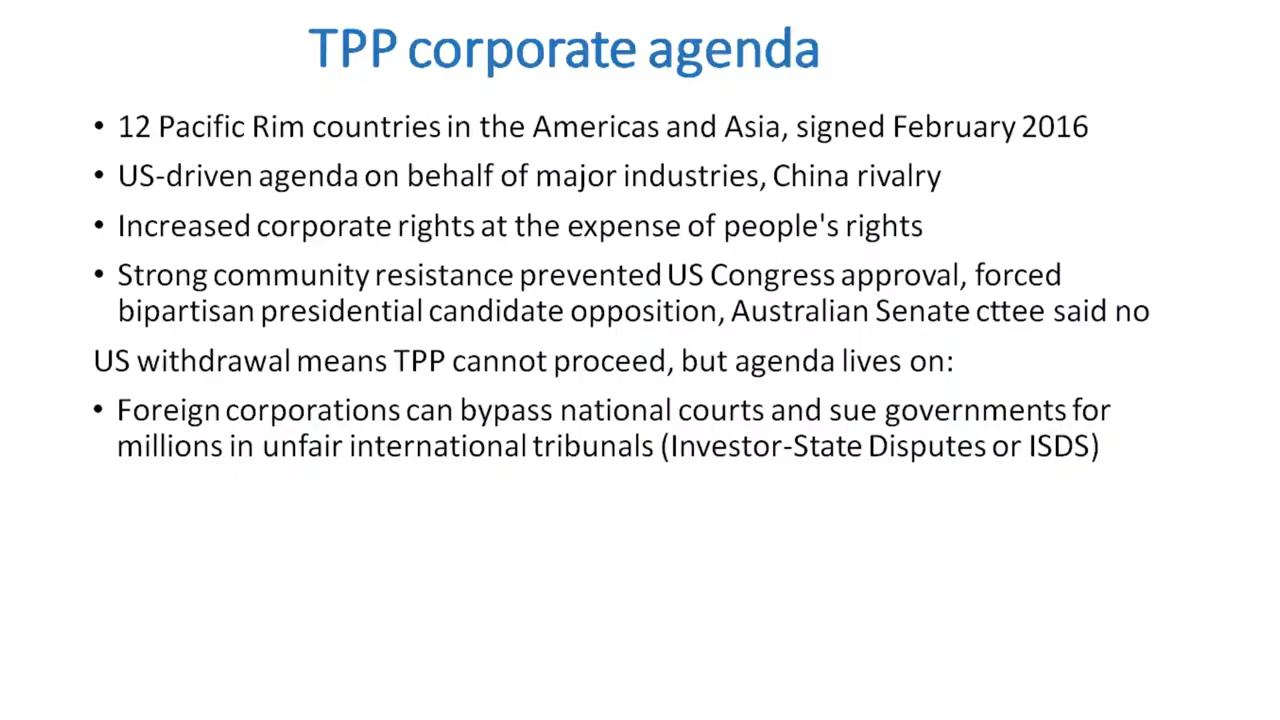 TPP corporate agenda
• 12 Pacific Rim countries in the Americas and Asia, signed February 2016
• US-driven agenda on behalf of major industries, China rivalry
• Increased corporate rights at the expense of people's rights
• Strong community resistance prevented US Congress approval, forced
bipartisan presidential candidate opposition, Australian Senate cttee said no
US withdrawal means TPP cannot proceed, but agenda lives on:
• Foreign corporations can bypass national courts and sue governments for
millions in unfair international tribunals (Investor-State Disputes or ISDS)